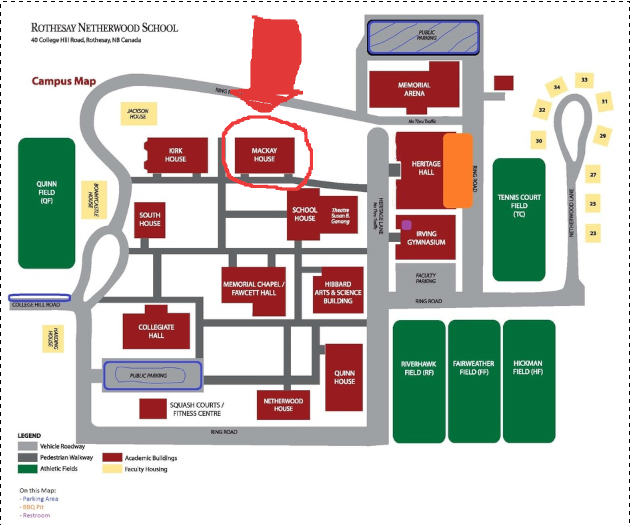 ROTHESAY NETHERWOOD SCHOOL
40 College Hill Road, Rothesay, NB Canada
Campus Map
PUBLIC
PARKING
MEMORIAL
ARENA
No Thru Traffic
RING
JACKSON
HOUSE
KIRK
HOUSE
MACKAY
HOUSE
HERITAGE
HALL
RING ROAD
34
33
32
31
30
29
27
25
23
NETHERWOOD LANE
QUINN
FIELD
(QF)
BONNYCASTLE
HOUSE
SOUTH
HOUSE
SCHOOL
HOUSE
Theatre
Susan B.
Ganong
HERITAGE LANE
No Thru Traffic
IRVING
GYMNASIUM
TENNIS COURT
FIELD
(TC)
MEMORIAL CHAPEL /
FAWCETT HALL
HIBBARD
ARTS & SCIENCE
BUILDING
FACULTY
PARKING
RING ROAD
COLLEGE HILL ROAD
HARDING
HOUSE
COLLEGIATE
HALL
PUBLIC PARKING
QUINN
HOUSE
RIVERHAWK
FIELD (RF)
FAIRWEATHER
FIELD (FF)
HICKMAN
FIELD (HF)
SQUASH COURTS /
FITNESS CENTRE
NETHERWOOD
HOUSE
RING ROAD
LEGEND
Vehicle Roadway
Pedestrian Walkway
Academic Buildings
Athletic Fields
Faculty Housing
On this Map:
- Parking Area
- BBQ Pit
- Restroom